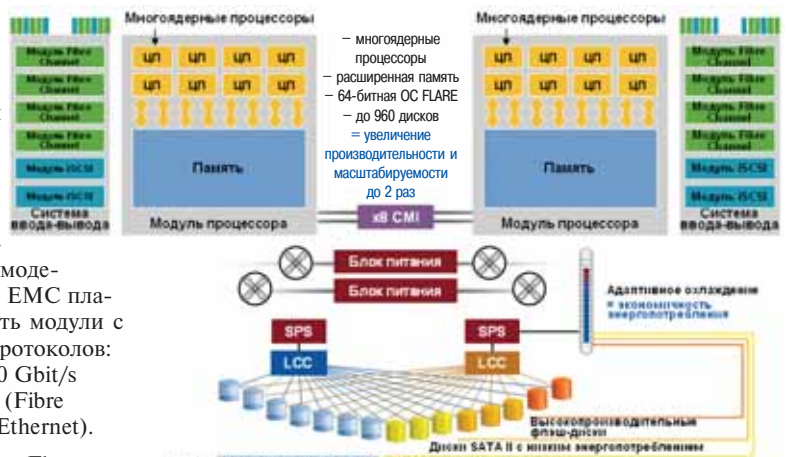 Многоядерные процессоры
Многоядерные процессоры
Модуль Fibre
Channel
Модуль Fibre
Channel
Модуль Fibre
Channel
Модуль Fibre
Channel
Модуль iSCSI
Модуль iSCSI
Система
ввода-вывода
ЦП ЦП ЦП ЦП
ЦП ЦП ЦП ЦП
Память
Модуль процессора
– многоядерные
процессоры
– расширенная память
– 64-битная ОС FLARE
– до 960 дисков
= увеличение
производительности и
масштабируемости
до 2 раз
x8 CMI
ЦП ЦП ЦП ЦП
ЦП ЦП ЦП ЦП
Память
Модуль процессора
Модуль Fibre
Channel
Модуль Fibre
Channel
Модуль Fibre
Channel
Модуль Fibre
Channel
Модуль iSCSI
Модуль iSCSI
Система
ввода-вывода
моде-
ЕМС пла-
ть модули с
ротоколов:
0 Gbit/s
(Fibre
Ethernet).
Блок питания
Блок питания
Адаптивное охлаждение
= экономичность
энергопотребления
SPS
SPS
LCC
LCC
Высокопроизводительные
флэш-диски
Диски SATA II с низким энергопотреблением